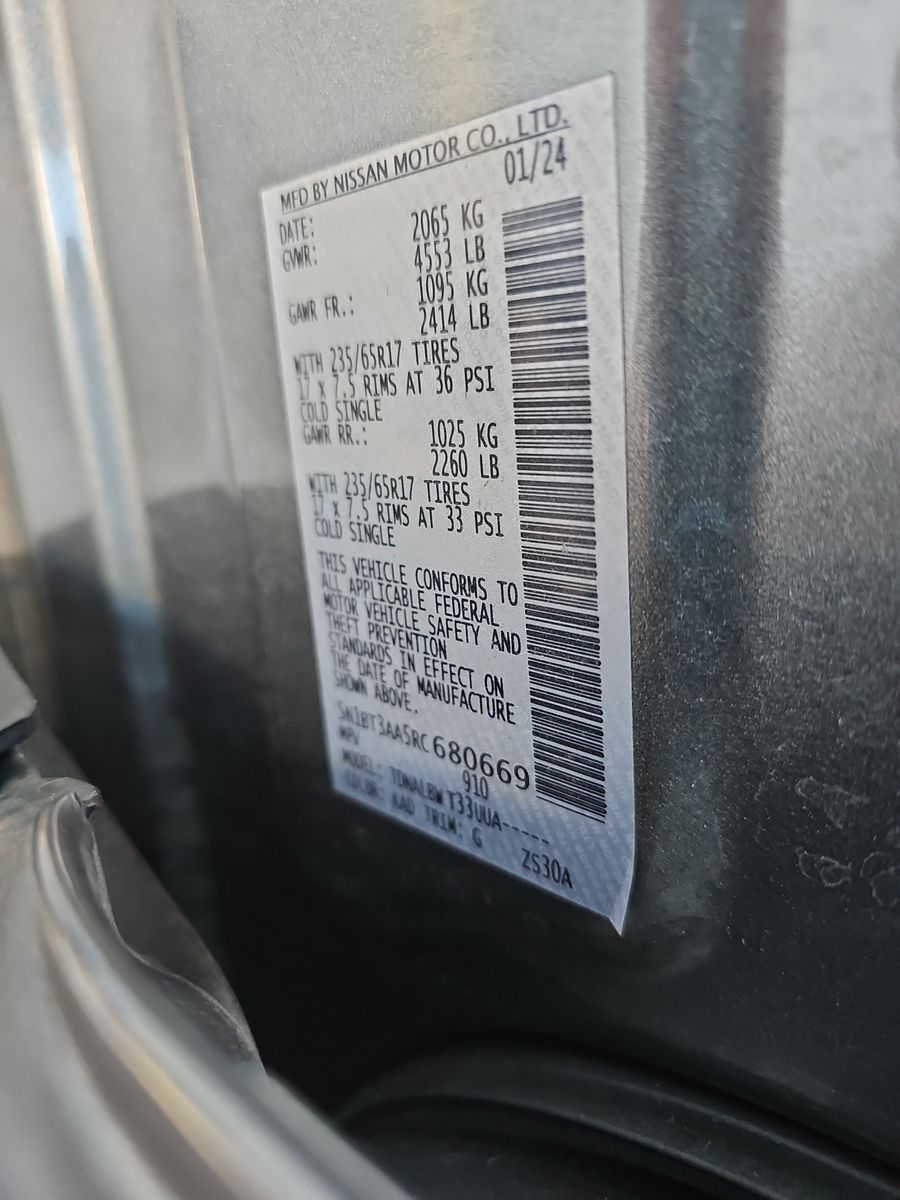 MFD BY NISSAN MOTOR CO., LTD.
DATE: 01/24
GVWR: 2065 KG
4553 LB
GAWR FR.: 1095 KG
2414 LB
WITH 235/65R17 TIRES
17 x 7.5 RIMS AT 36 PSI
COLD SINGLE
GAWR RR.: 1025 KG
2260 LB
WITH 235/65R17 TIRES
17 x 7.5 RIMS AT 33 PSI
COLD SINGLE
THIS VEHICLE CONFORMS TO
ALL APPLICABLE FEDERAL
MOTOR VEHICLE SAFETY AND
THEFT PREVENTION
STANDARDS IN EFFECT ON
THE DATE OF MANUFACTURE
SHOWN ABOVE.
5N1BT3AA5RC680669
MPV 910
MODEL: TDNALBWT33UUA-----
COLOR: KAD TRIM: G ZS30A